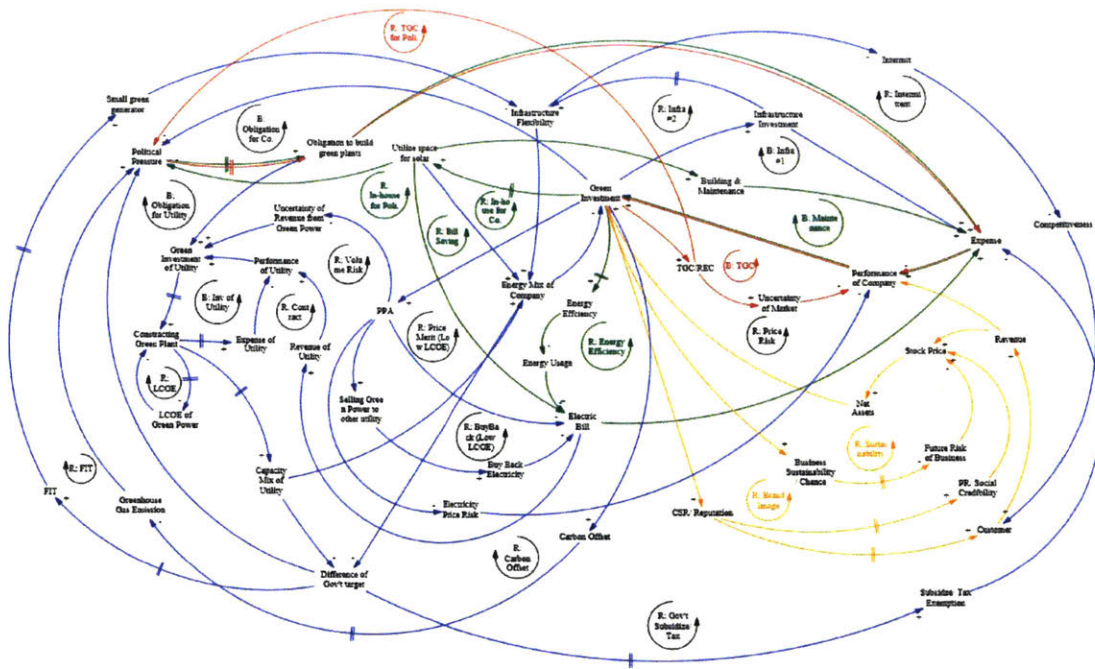 R: TGC
for Poli.
Internet
R: Intermi
ttent
Small green
generator
B:
Obligation
for Co.
Obligation to build
green plants
Infrastructure
Flexibility
R: Infra
#2
Infrastructure
Investment
B: Infra
#1
Political
Pressure
Utilize space
for solar
Building &
Maintenance
B:
Obligation
for Utility
R:
In-house
for Poli.
R: In-ho
use for
Co.
Green
Investment
Uncertainty of
Revenue from
Green Power
R: Bill
Saving
B: Mainte
nance
Competitiveness
Expense
Green
Investment
of Utility
Performance
of Utility
R: Volu
me Risk
TGC/REC
B: TGC
Performance
of Company
Energy Mix of
Company
B: Inv of
Utility
R: Cont
ract
PPA
Energy
Efficiency
Uncertainty
of Market
Constructing
Green Plant
Expense of
Utility
Revenue of
Utility
R: Price
Merit (Lo
w LCOE)
R: Energy
Efficiency
R: Price
Risk
Revenue
Stock Price
R:
LCOE
Energy Usage
LCOE of
Green Power
Selling Gree
n Power to
other utility
Electric
Bill
Net
Assets
R: BuyBa
ck (Low
LCOE)
R: Sustai
nability
Future Risk
of Business
R: FIT
Capacity
Mix of
Utility
Buy Back
Electricity
Business
Sustainability
/ Chance
PR. Social
Credibility
FIT
Greenhouse
Gas Emission
Electricity
Price Risk
R: Brand
Image
CSR/ Reputation
Customer
R:
Carbon
Offset
Carbon Offset
Difference of
Gov't target
Subsidize/ Tax
Exemption
R: Gov't
Subsidize/
Tax